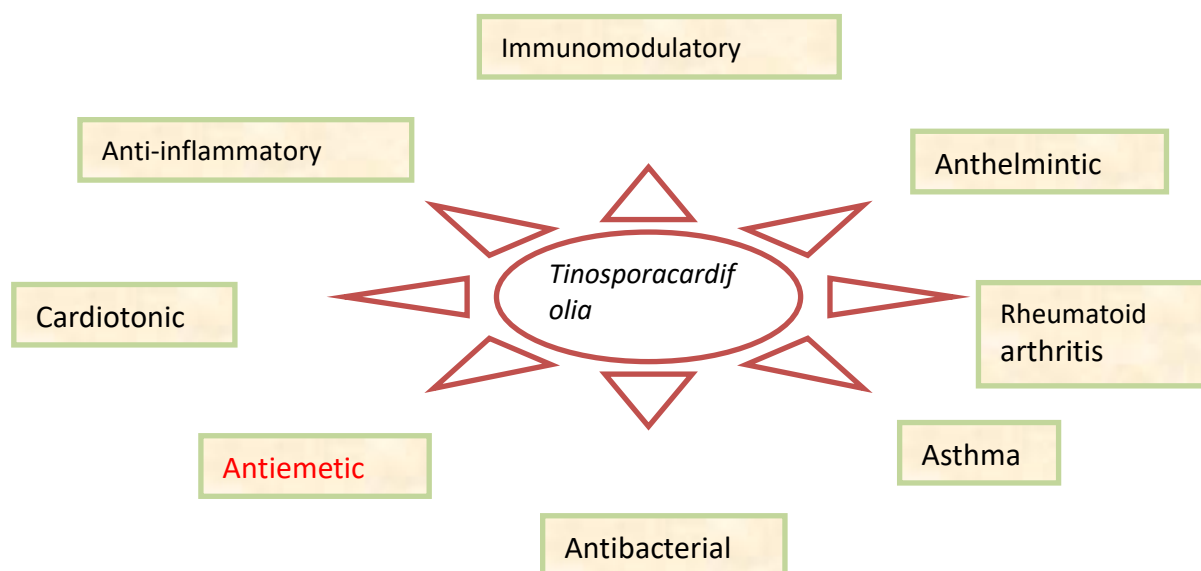 Immunomodulatory
Anti-inflammatory
Anthelmintic
Tinosporacardif
olia
Cardiotonic
Rheumatoid
arthritis
Antiemetic
Asthma
Antibacterial